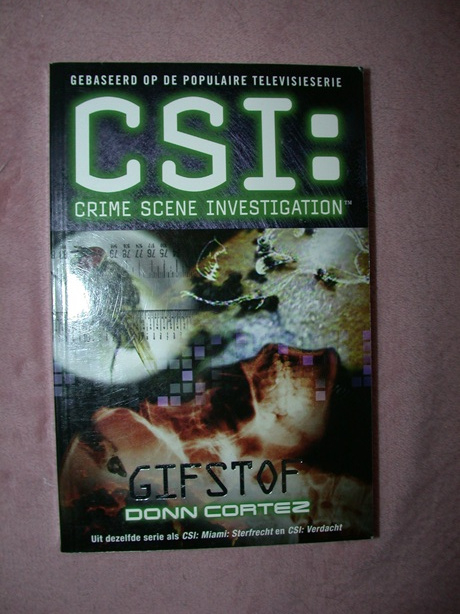 GEBASEERD OP DE POPULAIRE TELEVISIESERIE
CSI:
CRIME SCENE INVESTIGATION™
GIFSTOF
DONN CORTEZ
Uit dezelfde serie als CSI: Miami: Sterfrecht en CSI: Verdacht